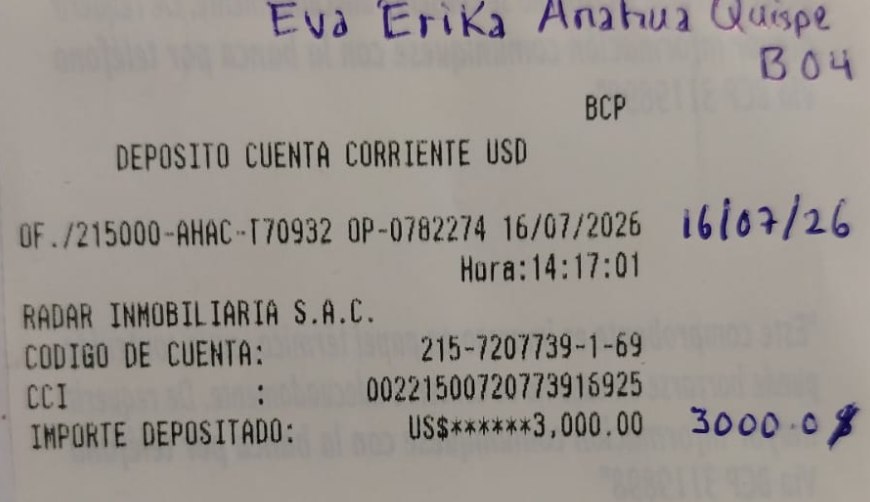 Eva Erika Anahua Quispe
B04
BCP
DEPOSITO CUENTA CORRIENTE USD
OF./215000-AHAC-T70932 OP-0782274 16/07/2026 16/07/26
Hora:14:17:01
RADAR INMOBILIARIA S.A.C.
CODIGO DE CUENTA: 215-7207739-1-69
CCI : 00221500720773916925
IMPORTE DEPOSITADO: US$******3,000.00 3000.0 $